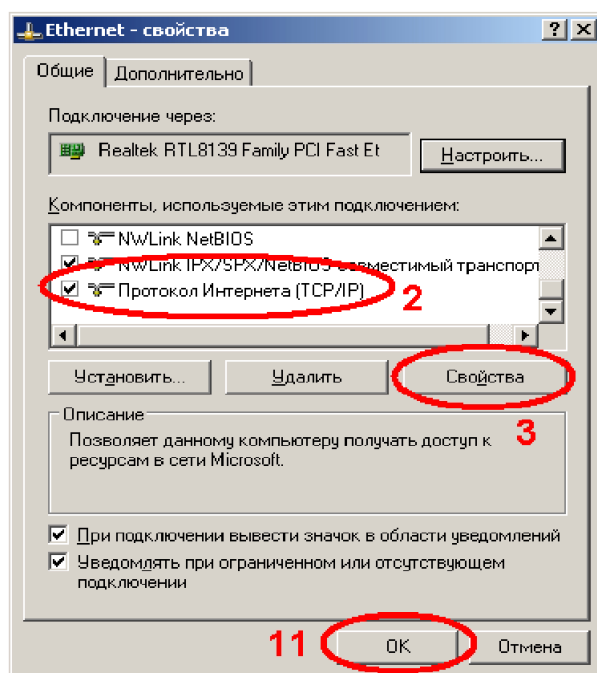 Ethernet - свойства
Общие Дополнительно
Подключение через:
Realtek RTL8139 Family PCI Fast Et Настроить...
Компоненты, используемые этим подключением:
NWLink NetBIOS
NWLink IPX/SPX/NetBIOS-совместимый транспорт
Протокол Интернета (TCP/IP) 2
Установить... Удалить Свойства
Описание
3
Позволяет данному компьютеру получать доступ к
ресурсам в сети Microsoft.
При подключении вывести значок в области уведомлений
Уведомлять при ограниченном или отсутствующем
подключении
11 OK Отмена